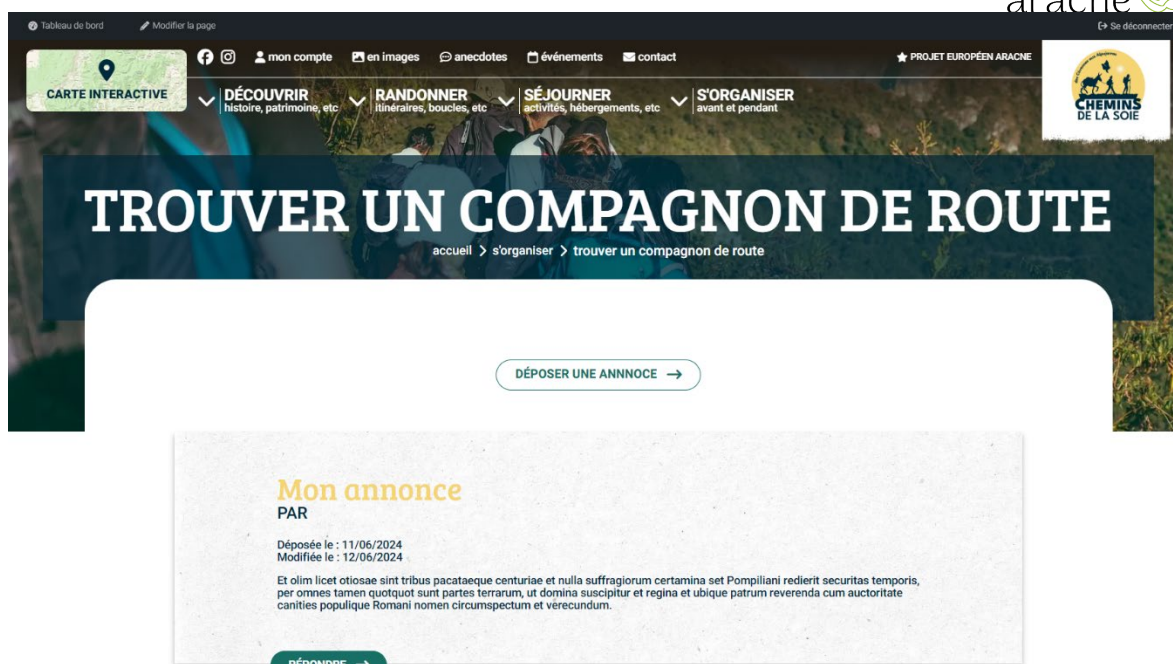 arache
Tableau de bord Modifier la page Se déconnecter
CARTE INTERACTIVE
mon compte en images anecdotes événements contact PROJET EUROPÉEN ARACNE
DÉCOUVRIR
histoire, patrimoine, etc
RANDONNER
itinéraires, boucles, etc
SÉJOURNER
activités, hébergements, etc
S'ORGANISER
avant et pendant
CHEMINS
DE LA SOIE
TROUVER UN COMPAGNON DE ROUTE
accueil > s'organiser > trouver un compagnon de route
DÉPOSER UNE ANNNOCE →
Mon annonce
PAR
Déposée le : 11/06/2024
Modifiée le : 12/06/2024
Et olim licet otiosae sint tribus pacataeque centuriae et nulla suffragiorum certamina set Pompiliani redierit securitas temporis,
per omnes tamen quotquot sunt partes terrarum, ut domina suscipitur et regina et ubique patrum reverenda cum auctoritate
canities populique Romani nomen circumspectum et verecundum.
RÉPONDRE →